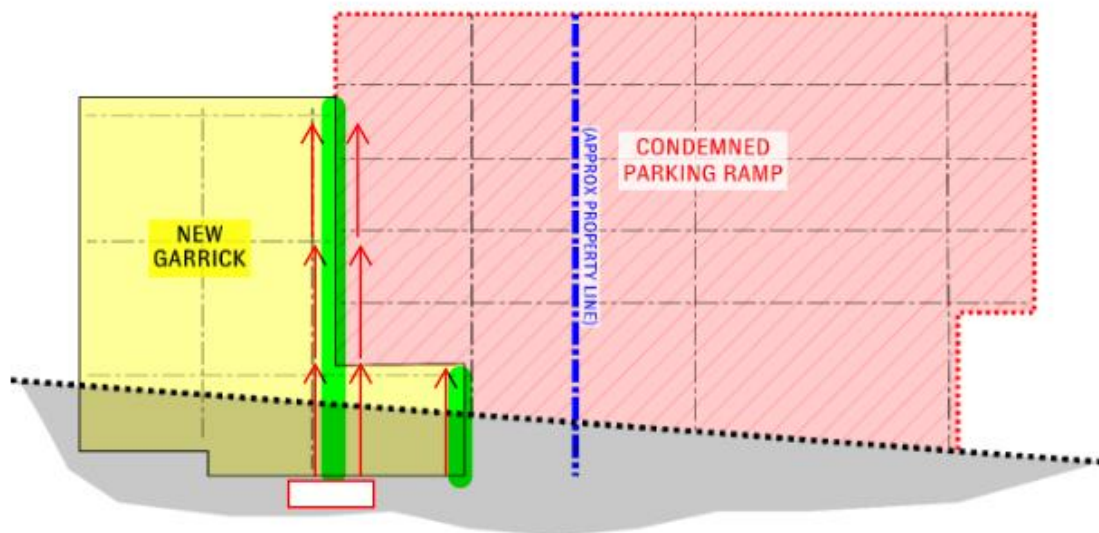 (APPROX PROPERTY LINE)
CONDEMNED
PARKING RAMP
NEW
GARRICK